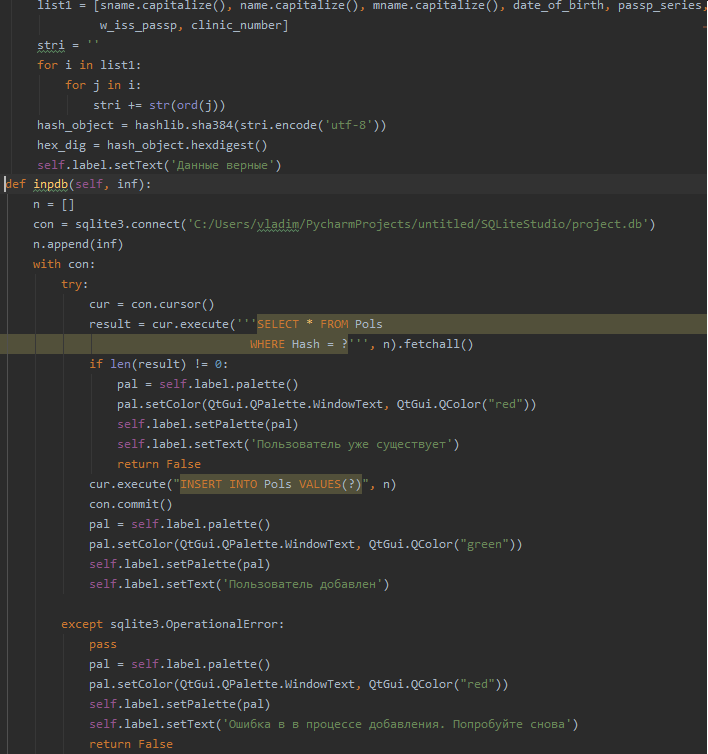 list1 = [sname.capitalize(), name.capitalize(), mname.capitalize(), date_of_birth, passp_series,
w_iss_passp, clinic_number]
stri = ''
for i in list1:
for j in i:
stri += str(ord(j))
hash_object = hashlib.sha384(stri.encode('utf-8'))
hex_dig = hash_object.hexdigest()
self.label.setText('Данные верные')
def inpdb(self, inf):
n = []
con = sqlite3.connect('C:/Users/vladim/PycharmProjects/untitled/SQLiteStudio/project.db')
n.append(inf)
with con:
try:
cur = con.cursor()
result = cur.execute('''SELECT * FROM Pols
WHERE Hash = ?''', n).fetchall()
if len(result) != 0:
pal = self.label.palette()
pal.setColor(QtGui.QPalette.WindowText, QtGui.QColor("red"))
self.label.setPalette(pal)
self.label.setText('Пользователь уже существует')
return False
cur.execute("INSERT INTO Pols VALUES(?)", n)
con.commit()
pal = self.label.palette()
pal.setColor(QtGui.QPalette.WindowText, QtGui.QColor("green"))
self.label.setPalette(pal)
self.label.setText('Пользователь добавлен')
except sqlite3.OperationalError:
pass
pal = self.label.palette()
pal.setColor(QtGui.QPalette.WindowText, QtGui.QColor("red"))
self.label.setPalette(pal)
self.label.setText('Ошибка в в процессе добавления. Попробуйте снова')
return False